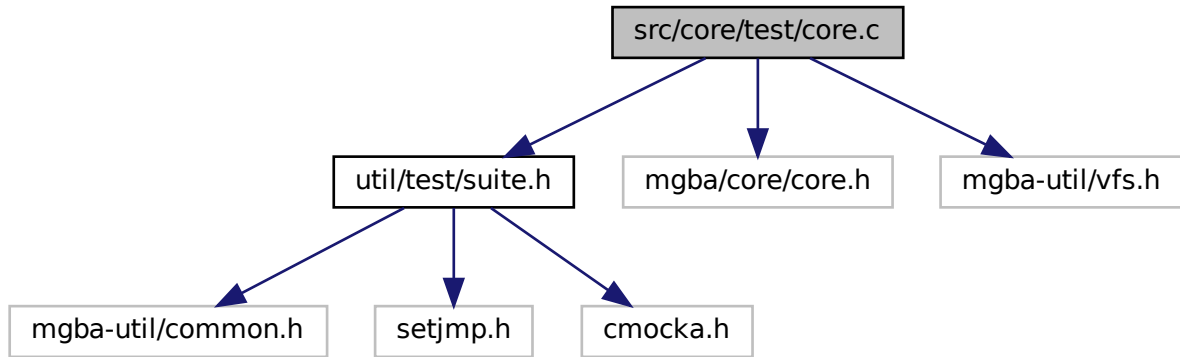 src/core/test/core.c
util/test/suite.h
mgba/core/core.h
mgba-util/vfs.h
mgba-util/common.h
setjmp.h
cmocka.h